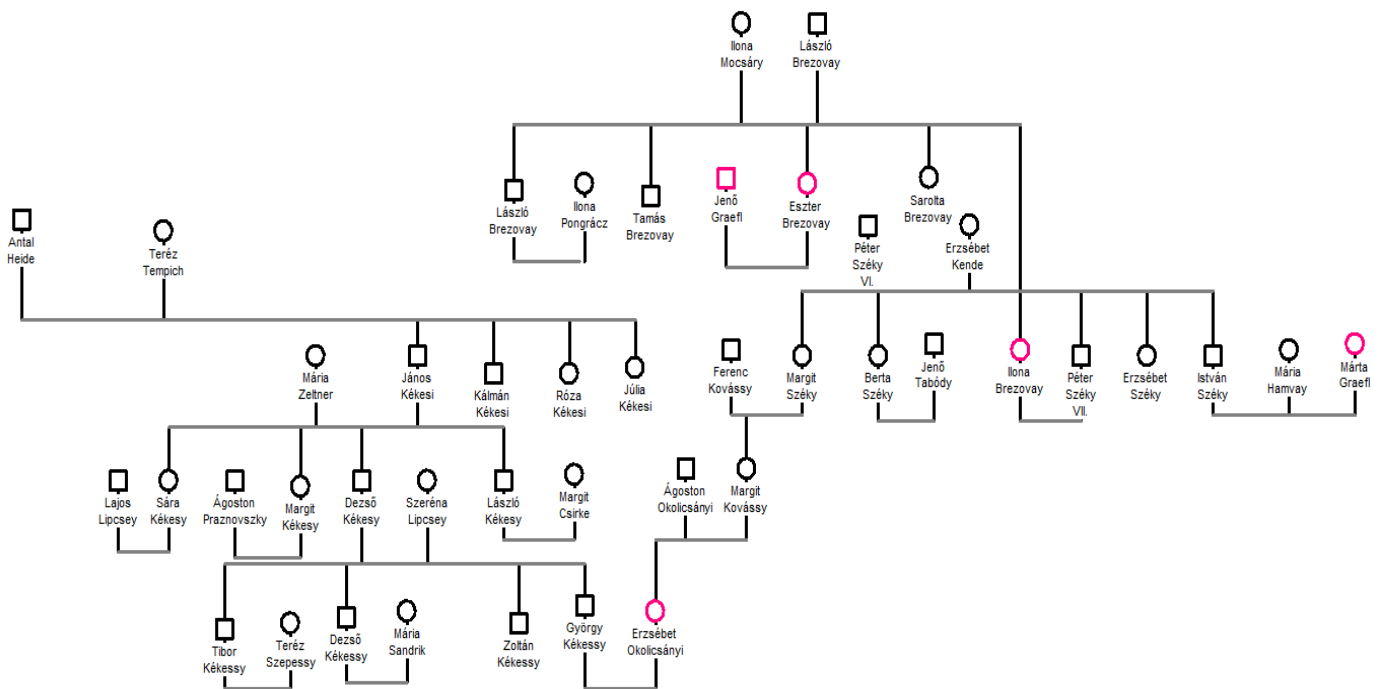 Ilona
Mocsáry
László
Brezovay
László
Brezovay
Ilona
Pongrácz
Tamás
Brezovay
Jenő
Graefl
Eszter
Brezovay
Sarolta
Brezovay
Antal
Heide
Teréz
Tempich
Péter
Széky
VI.
Erzsébet
Kende
Mária
Zeltner
János
Kékesi
Kálmán
Kékesi
Róza
Kékesi
Júlia
Kékesi
Ferenc
Kovássy
Margit
Széky
Berta
Széky
Jenő
Tabódy
Ilona
Brezovay
Péter
Széky
VII.
Erzsébet
Széky
István
Széky
Mária
Hamvay
Márta
Graefl
Lajos
Lipcsey
Sára
Kékesy
Ágoston
Praznovszky
Margit
Kékesy
Dezső
Kékesy
Szeréna
Lipcsey
László
Kékesy
Margit
Csirke
Ágoston
Okolicsányi
Margit
Kovássy
Tibor
Kékessy
Teréz
Szepessy
Dezső
Kékessy
Mária
Sandrik
Zoltán
Kékessy
György
Kékessy
Erzsébet
Okolicsányi